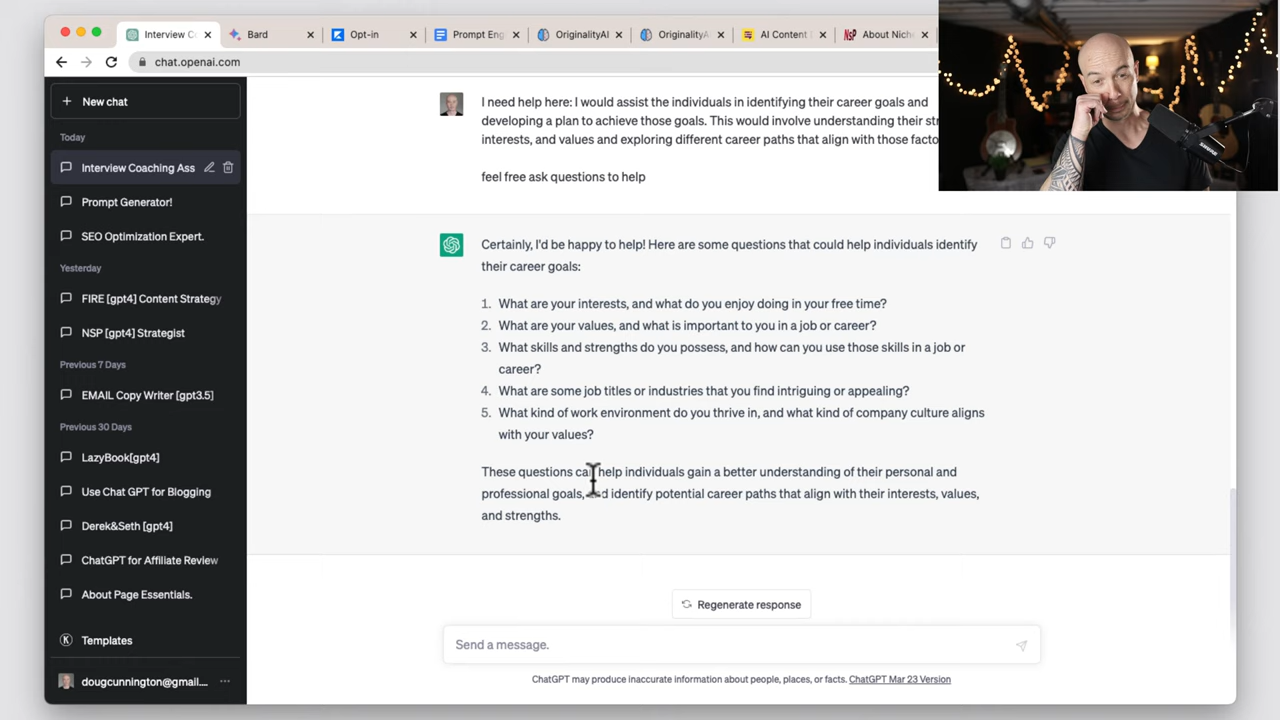 Interview C
Bard
Opt-in
Prompt Eng
OriginalityAI
OriginalityA
AI Content
NSP
About Niche
chat.openai.com
New chat
Today
Interview Coaching Ass
Prompt Generator!
SEO Optimization Expert.
Yesterday
FIRE [gpt4] Content Strategy
NSP [gpt4] Strategist
Previous 7 Days
EMAIL Copy Writer [gpt3.5]
Previous 30 Days
LazyBook[gpt4]
Use Chat GPT for Blogging
Derek&Seth [gpt4]
ChatGPT for Affiliate Review
About Page Essentials.
K Templates
dougcunnington@gmail....
I need help here: I would assist the individuals in identifying their career goals and
developing a plan to achieve those goals. This would involve understanding their str
interests, and values and exploring different career paths that align with those facto
feel free ask questions to help
Certainly, I'd be happy to help! Here are some questions that could help individuals identify
their career goals:
1. What are your interests, and what do you enjoy doing in your free time?
2. What are your values, and what is important to you in a job or career?
3. What skills and strengths do you possess, and how can you use those skills in a job or
career?
4. What are some job titles or industries that you find intriguing or appealing?
5. What kind of work environment do you thrive in, and what kind of company culture aligns
with your values?
These questions can help individuals gain a better understanding of their personal and
professional goals, and identify potential career paths that align with their interests, values,
and strengths.
Regenerate response
Send a message.
ChatGPT may produce inaccurate information about people, places, or facts. ChatGPT Mar 23 Version